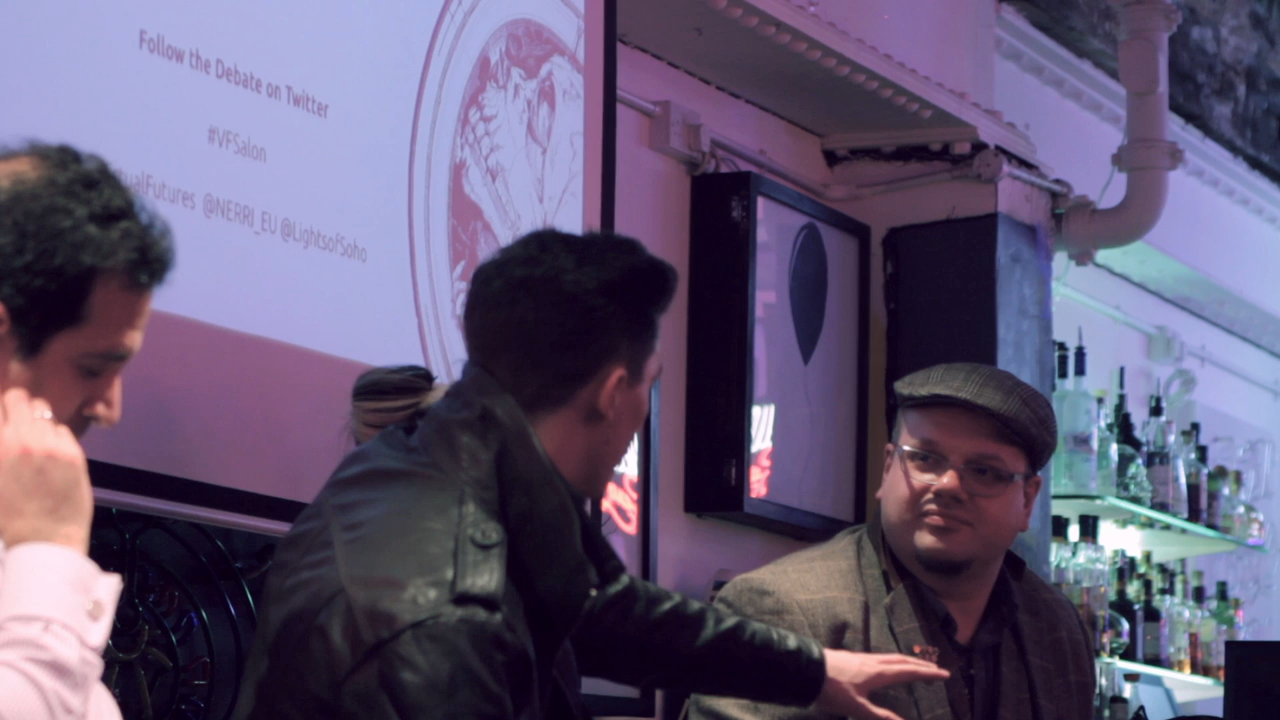 Follow the Debate on Twitter
#VFSalon
ualFutures @NERRI_EU @LightsofSoho